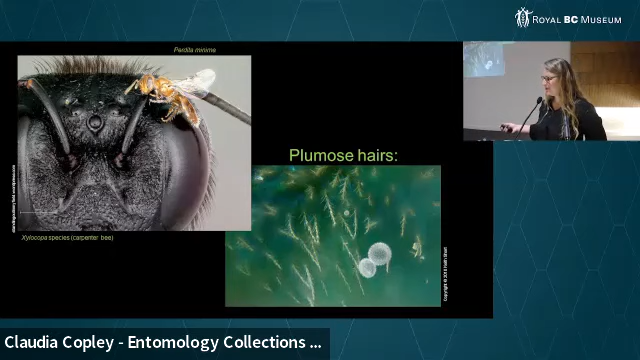 ROYAL BC MUSEUM
Perdita minima
Plumose hairs:
Xylocopa species (carpenter bee)
Claudia Copley - Entomology Collections ...